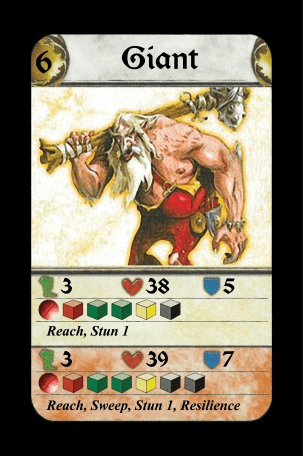 6 Giant
3 38 5
Reach, Stun 1
3 39 7
Reach, Sweep, Stun 1, Resilience